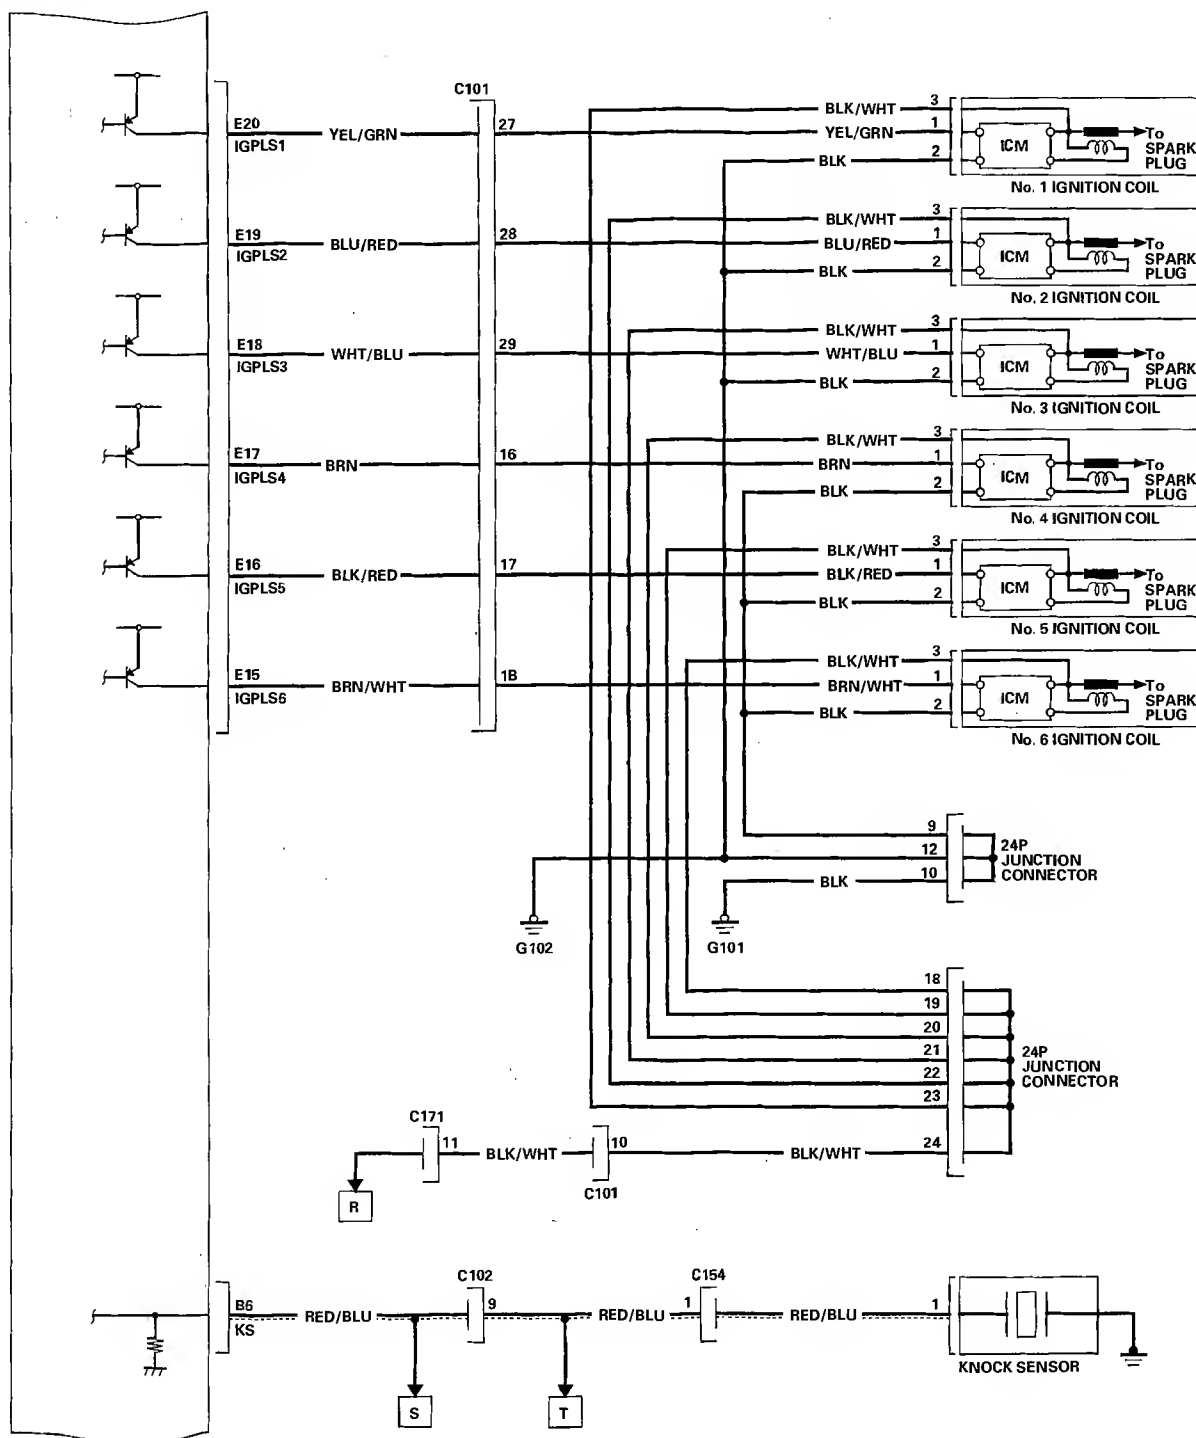 C101
E20 YEL/GRN 27 YEL/GRN 1
IGPLS1
BLK/WHT 3
BLK 2
ICM
To SPARK PLUG
No. 1 IGNITION COIL
E19 BLU/RED 28 BLU/RED 1
IGPLS2
BLK/WHT 3
BLK 2
ICM
To SPARK PLUG
No. 2 IGNITION COIL
E18 WHT/BLU 29 WHT/BLU 1
IGPLS3
BLK/WHT 3
BLK 2
ICM
To SPARK PLUG
No. 3 IGNITION COIL
E17 BRN 16 BRN 1
IGPLS4
BLK/WHT 3
BLK 2
ICM
To SPARK PLUG
No. 4 IGNITION COIL
E16 BLK/RED 17 BLK/RED 1
IGPLS5
BLK/WHT 3
BLK 2
ICM
To SPARK PLUG
No. 5 IGNITION COIL
E15 BRN/WHT 18 BRN/WHT 1
IGPLS6
BLK/WHT 3
BLK 2
ICM
To SPARK PLUG
No. 6 IGNITION COIL
9
12
BLK 10
24P
JUNCTION
CONNECTOR
G102
G101
18
19
20
21
22
23
24P
JUNCTION
CONNECTOR
C171
11 BLK/WHT 10 BLK/WHT 24
C101
R
C102
C154
B6 RED/BLU 9 RED/BLU 1 RED/BLU 1
KS
KNOCK SENSOR
S
T